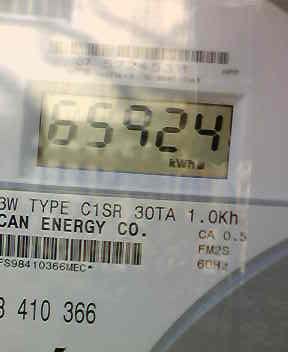 65924
kWh
3W TYPE C1SR 30TA 1.0Kh
CAN ENERGY CO.
CA 0.5
FM2S
60Hz
FS98410366MEC*
8 410 366